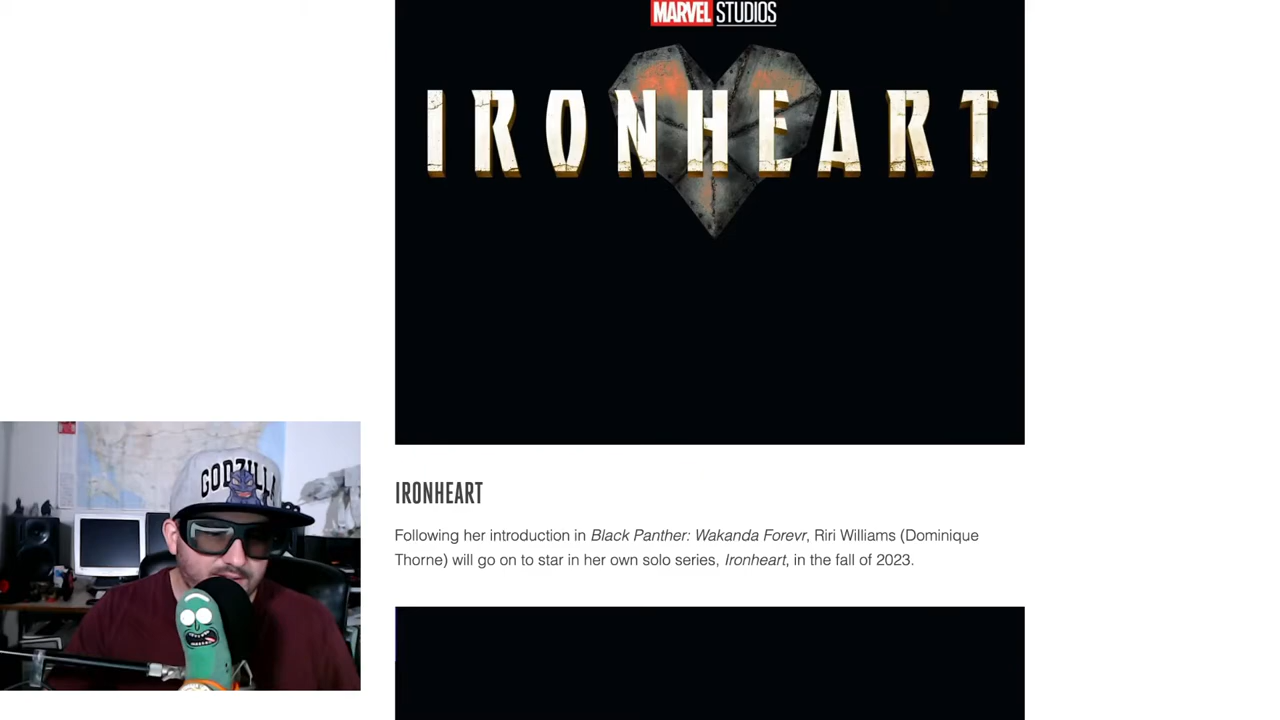 MARVEL STUDIOS
IRONHEART
IRONHEART
Following her introduction in Black Panther: Wakanda Forevr, Riri Williams (Dominique
Thorne) will go on to star in her own solo series, Ironheart, in the fall of 2023.
GODZILLA